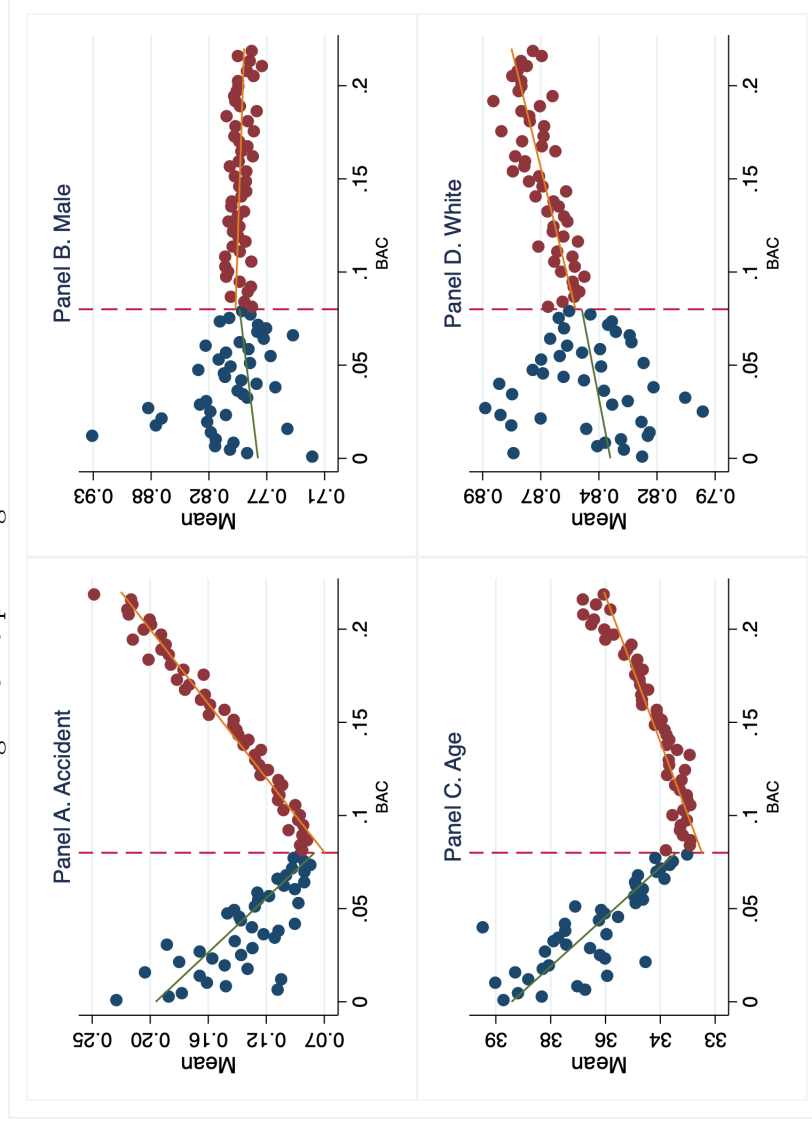 Panel A. Accident
Mean
0.25
0.20
0.16
0.12
0.07
0 .05 .1 .15 .2
BAC
Panel B. Male
Mean
0.93
0.88
0.82
0.77
0.71
0 .05 .1 .15 .2
BAC
Panel C. Age
Mean
39
38
36
34
33
0 .05 .1 .15 .2
BAC
Panel D. White
Mean
0.89
0.87
0.84
0.82
0.79
0 .05 .1 .15 .2
BAC